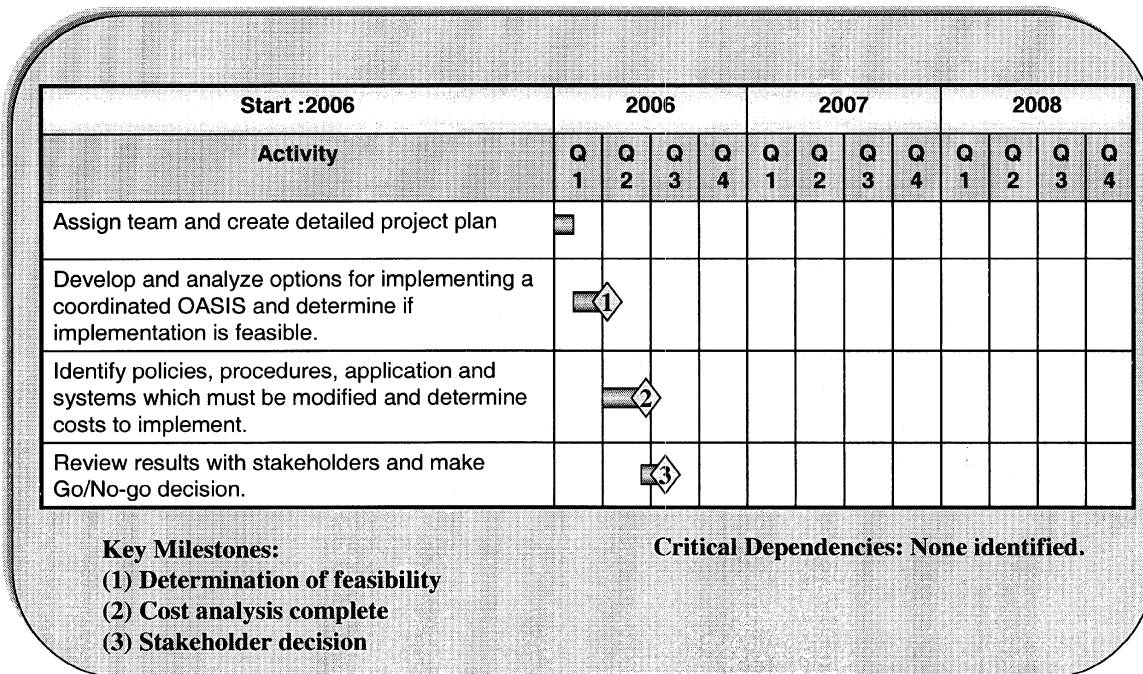 Start :2006 2006 2007 2008
Activity Q Q Q Q Q Q Q Q Q Q Q Q
1 2 3 4 1 2 3 4 1 2 3 4
Assign team and create detailed project plan
Develop and analyze options for implementing a
coordinated OASIS and determine if
implementation is feasible.
1
Identify policies, procedures, application and
systems which must be modified and determine
costs to implement.
2
Review results with stakeholders and make
Go/No-go decision.
3
Key Milestones:
(1) Determination of feasibility
(2) Cost analysis complete
(3) Stakeholder decision
Critical Dependencies: None identified.